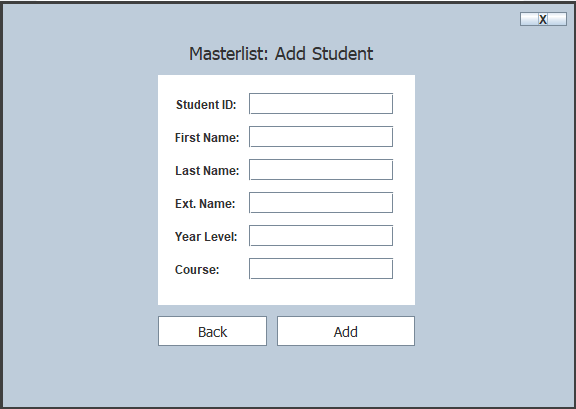 X
Masterlist: Add Student
Student ID:
First Name:
Last Name:
Ext. Name:
Year Level:
Course:
Back Add